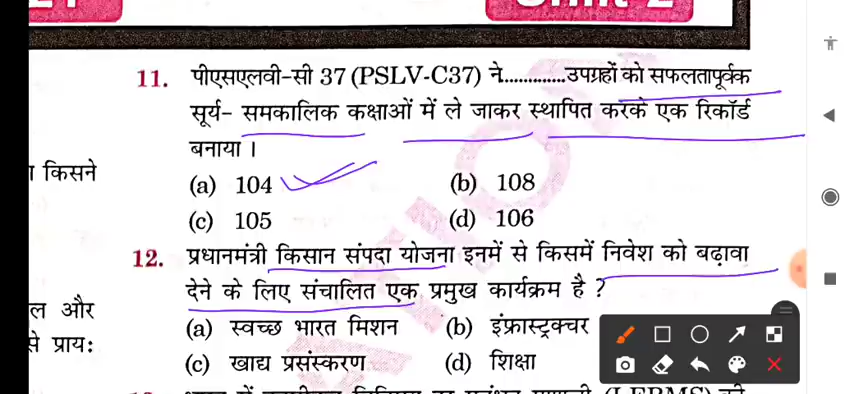 11. पीएसएलवी-सी 37 (PSLV-C37) ने.............उपग्रहों को सफलतापूर्वक
सूर्य- समकालिक कक्षाओं में ले जाकर स्थापित करके एक रिकॉर्ड
बनाया ।
किसने
(a) 104 (b) 108
(c) 105 (d) 106
12. प्रधानमंत्री किसान संपदा योजना इनमें से किसमें निवेश को बढ़ावा
देने के लिए संचालित एक प्रमुख कार्यक्रम है ?
और
से प्रायः
(a) स्वच्छ भारत मिशन (b) इंफ्रास्ट्रक्चर
(c) खाद्य प्रसंस्करण (d) शिक्षा